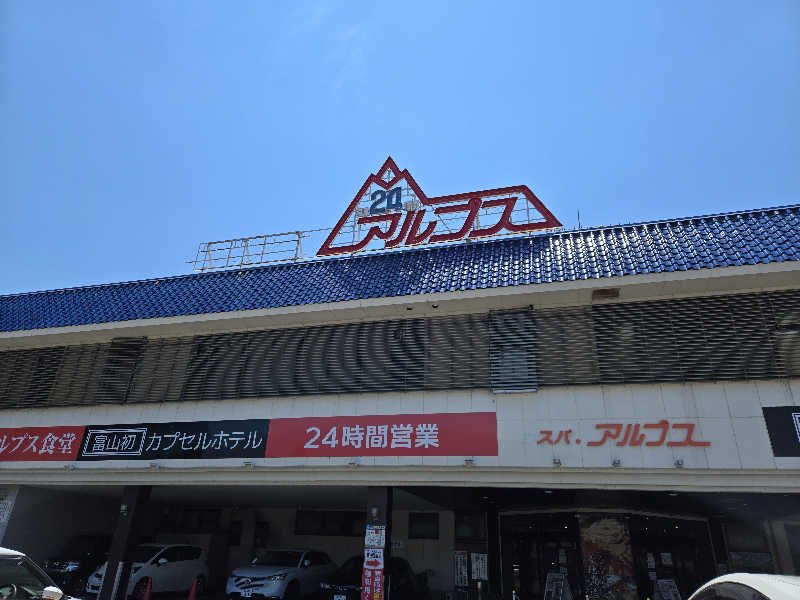 24
アルプス
ルプス食堂
富山初 カプセルホテル
24時間営業
スパ・アルプス